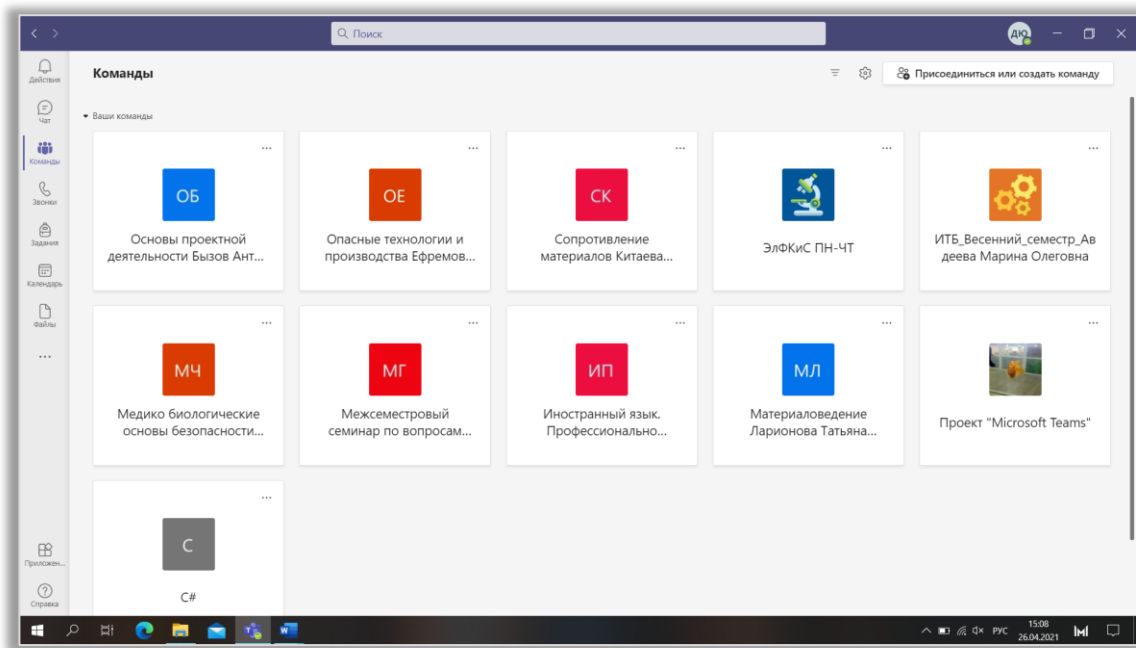 Поиск
ДЮ
Действия
Чат
Команды
Звонки
Задания
Календарь
Файлы
Приложен...
Справка
Команды
Присоединиться или создать команду
Ваши команды
ОБ
Основы проектной
деятельности Бызов Ант...
ОЕ
Опасные технологии и
производства Ефремов...
СК
Сопротивление
материалов Китаева...
ЭлФКиС ПН-ЧТ
ИТБ_Весенний_семестр_Ав
деева Марина Олеговна
МЧ
Медико биологические
основы безопасности...
МГ
Межсеместровый
семинар по вопросам...
ИП
Иностранный язык.
Профессионально...
МЛ
Материаловедение
Ларионова Татьяна...
Проект "Microsoft Teams"
C
C#
РУС
15:08
26.04.2021